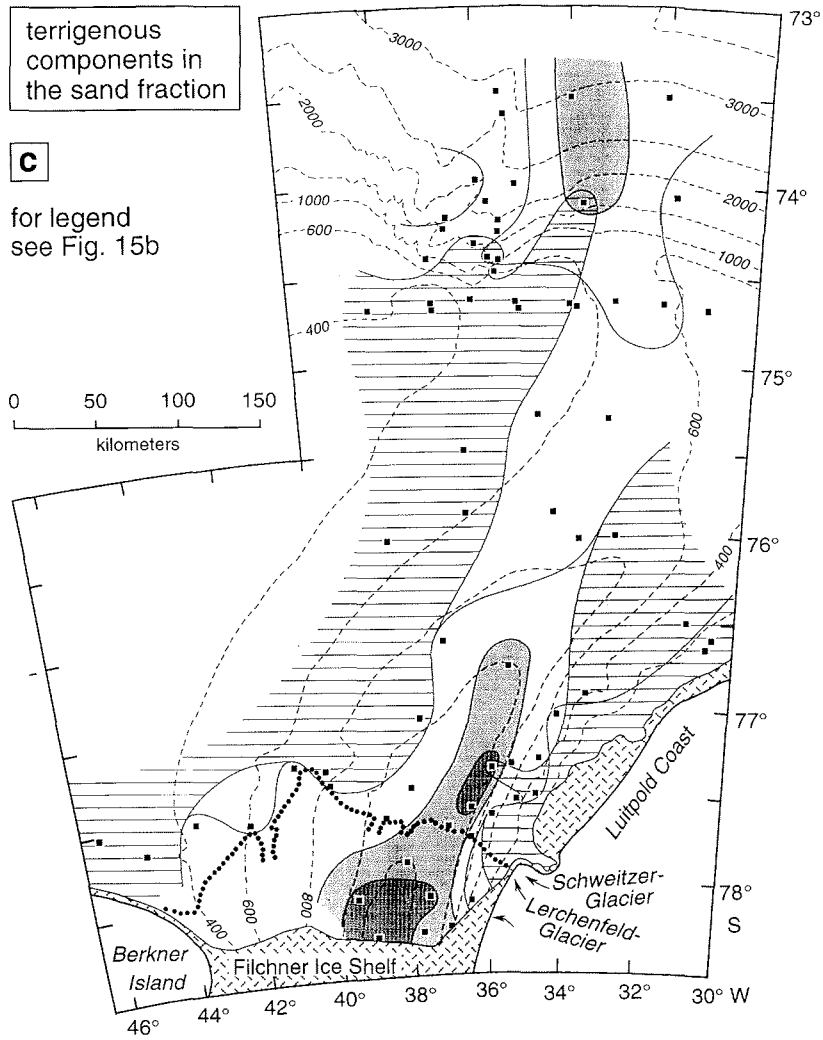 terrigenous
components in
the sand fraction
c
for legend
see Fig. 15b
0 50 100 150
kilometers
3000
2000
1000
600
400
3000
2000
1000
600
400
73°
74°
75°
76°
77°
78°
S
Luitpold Coast
Schweitzer-
Glacier
Lerchenfeld-
Glacier
400
600
800
Berkner
Island
Filchner Ice Shelf
46° 44° 42° 40° 38° 36° 34° 32° 30° W